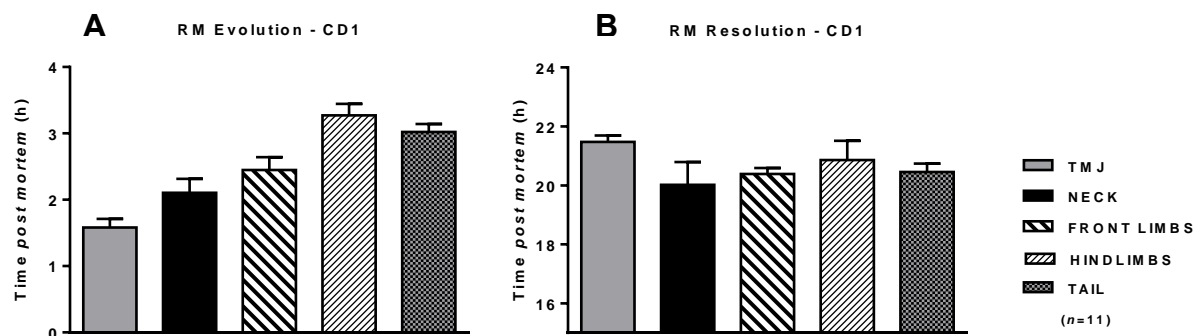 A
RM Evolution - CD1
Time post mortem (h)
4
3
2
1
0
B
RM Resolution - CD1
Time post mortem (h)
24
22
20
18
16
TMJ
NECK
FRONT LIMBS
HINDLIMBS
TAIL
(n=11)